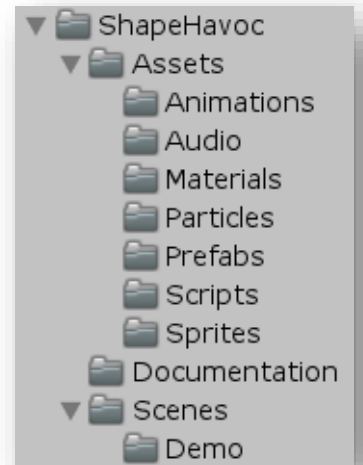 ShapeHavoc
Assets
Animations
Audio
Materials
Particles
Prefabs
Scripts
Sprites
Documentation
Scenes
Demo